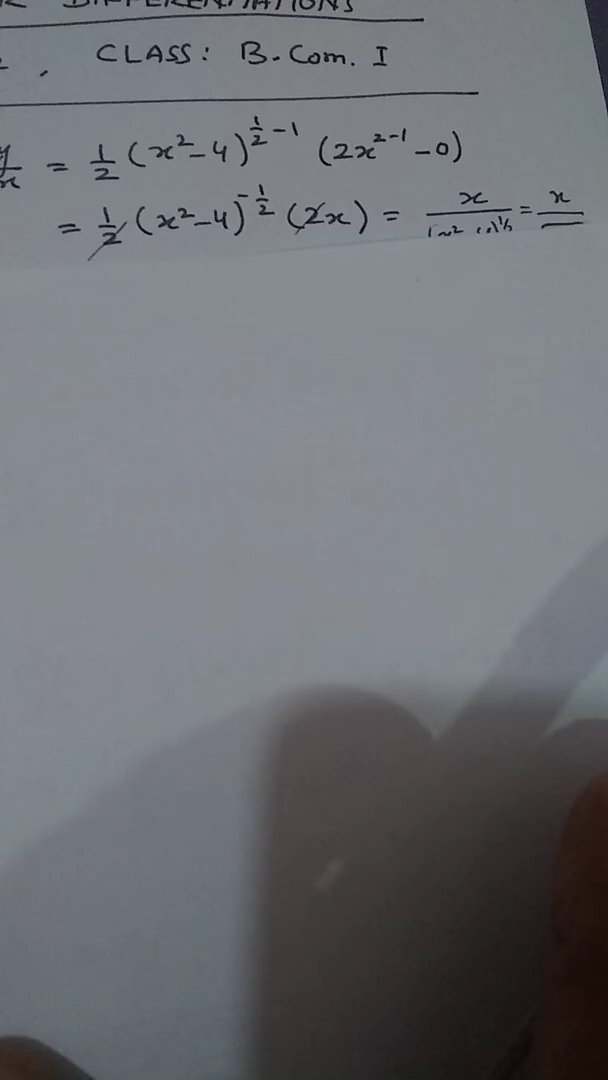 DIFFERENTIATIONS
CLASS: B.Com. I
= 1/2 (x²-4)^(1/2-1) (2x^(2-1) -0)
= 1/2 (x²-4)^(-1/2) (2x) = x/ = x/